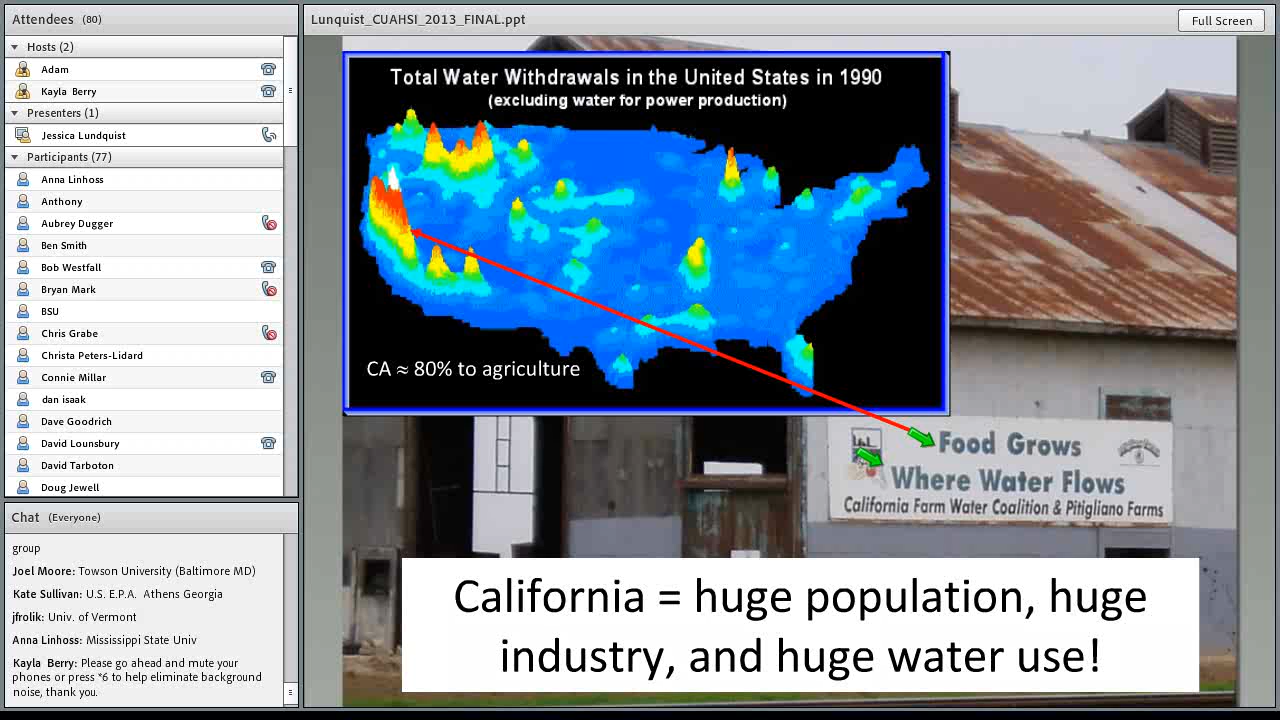 Attendees (80)
Hosts (2)
Adam
Kayla Berry
Presenters (1)
Jessica Lundquist
Participants (77)
Anna Linhoss
Anthony
Aubrey Dugger
Ben Smith
Bob Westfall
Bryan Mark
BSU
Chris Grabe
Christa Peters-Lidard
Connie Millar
dan isaak
Dave Goodrich
David Lounsbury
David Tarboton
Doug Jewell
Chat (Everyone)
group
Joel Moore: Towson University (Baltimore MD)
Kate Sullivan: U.S. E.P.A. Athens Georgia
jfrolik: Univ. of Vermont
Anna Linhoss: Mississippi State Univ
Kayla Berry: Please go ahead and mute your
phones or press *6 to help eliminate background
noise, thank you.
Lunquist_CUAHSI_2013_FINAL.ppt
Full Screen
Total Water Withdrawals in the United States in 1990
(excluding water for power production)
CA ≈ 80% to agriculture
Food Grows
Where Water Flows
California Farm Water Coalition & Pitigliano Farms
California = huge population, huge
industry, and huge water use!